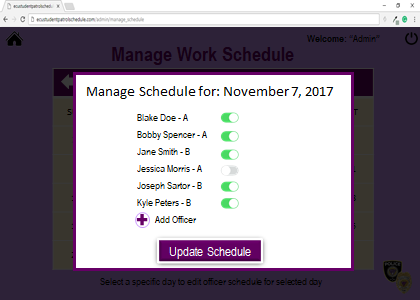 ecustudentpatrolschedule.
ecustudentpatrolschedule.com/admin/manage_schedule
Welcome: "Admin"
Manage Work Schedule
Manage Schedule for: November 7, 2017
Blake Doe - A
Bobby Spencer - A
Jane Smith - B
Jessica Morris - A
Joseph Sartor - B
Kyle Peters - B
Add Officer
Update Schedule
POLICE
Select a specific day to edit officer schedule for selected day